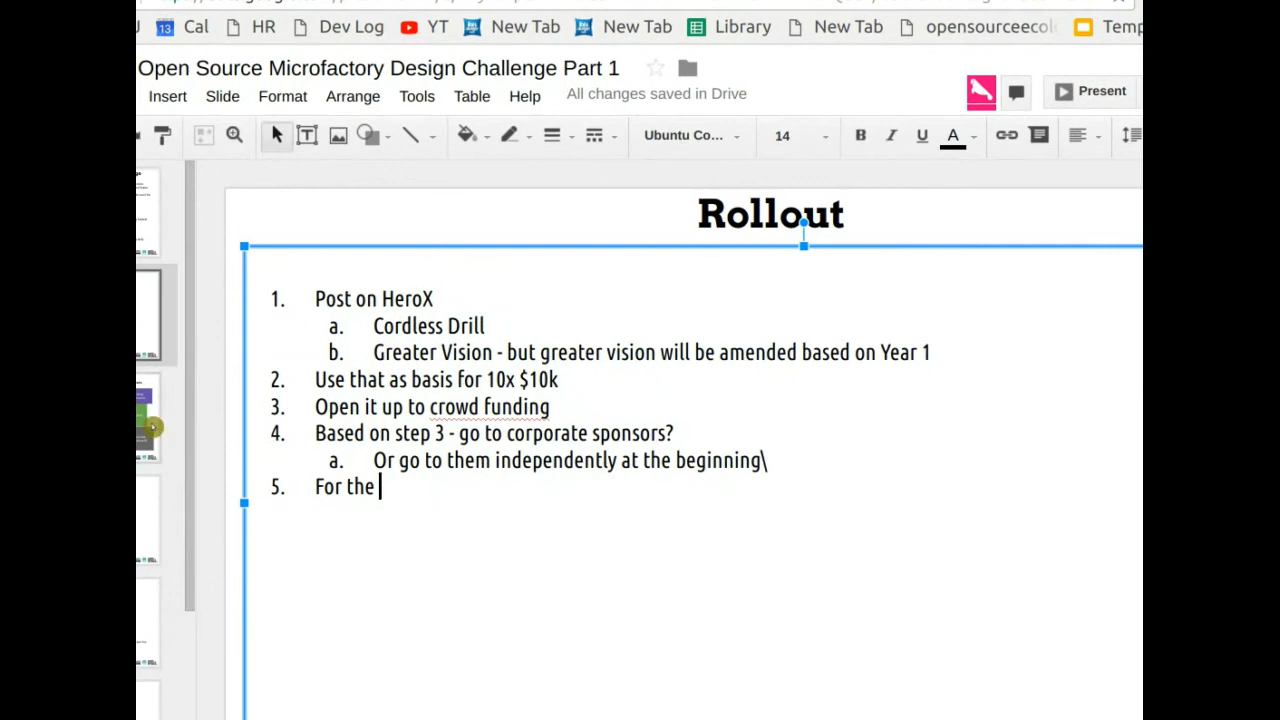 13 Cal HR Dev Log YT New Tab New Tab Library New Tab opensourceecol Temp
Open Source Microfactory Design Challenge Part 1
Insert Slide Format Arrange Tools Table Help All changes saved in Drive Present
Ubuntu Co... 14 B I U A
Rollout
1. Post on HeroX
a. Cordless Drill
b. Greater Vision - but greater vision will be amended based on Year 1
2. Use that as basis for 10x $10k
3. Open it up to crowd funding
4. Based on step 3 - go to corporate sponsors?
a. Or go to them independently at the beginning\
5. For the